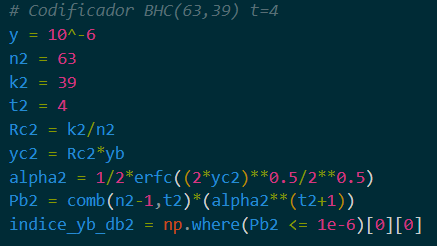 # Codificador BHC(63,39) t=4
y = 10^-6
n2 = 63
k2 = 39
t2 = 4
Rc2 = k2/n2
yc2 = Rc2*yb
alpha2 = 1/2*erfc((2*yc2)**0.5/2**0.5)
Pb2 = comb(n2-1,t2)*(alpha2**(t2+1))
indice_yb_db2 = np.where(Pb2 <= 1e-6)[0][0]